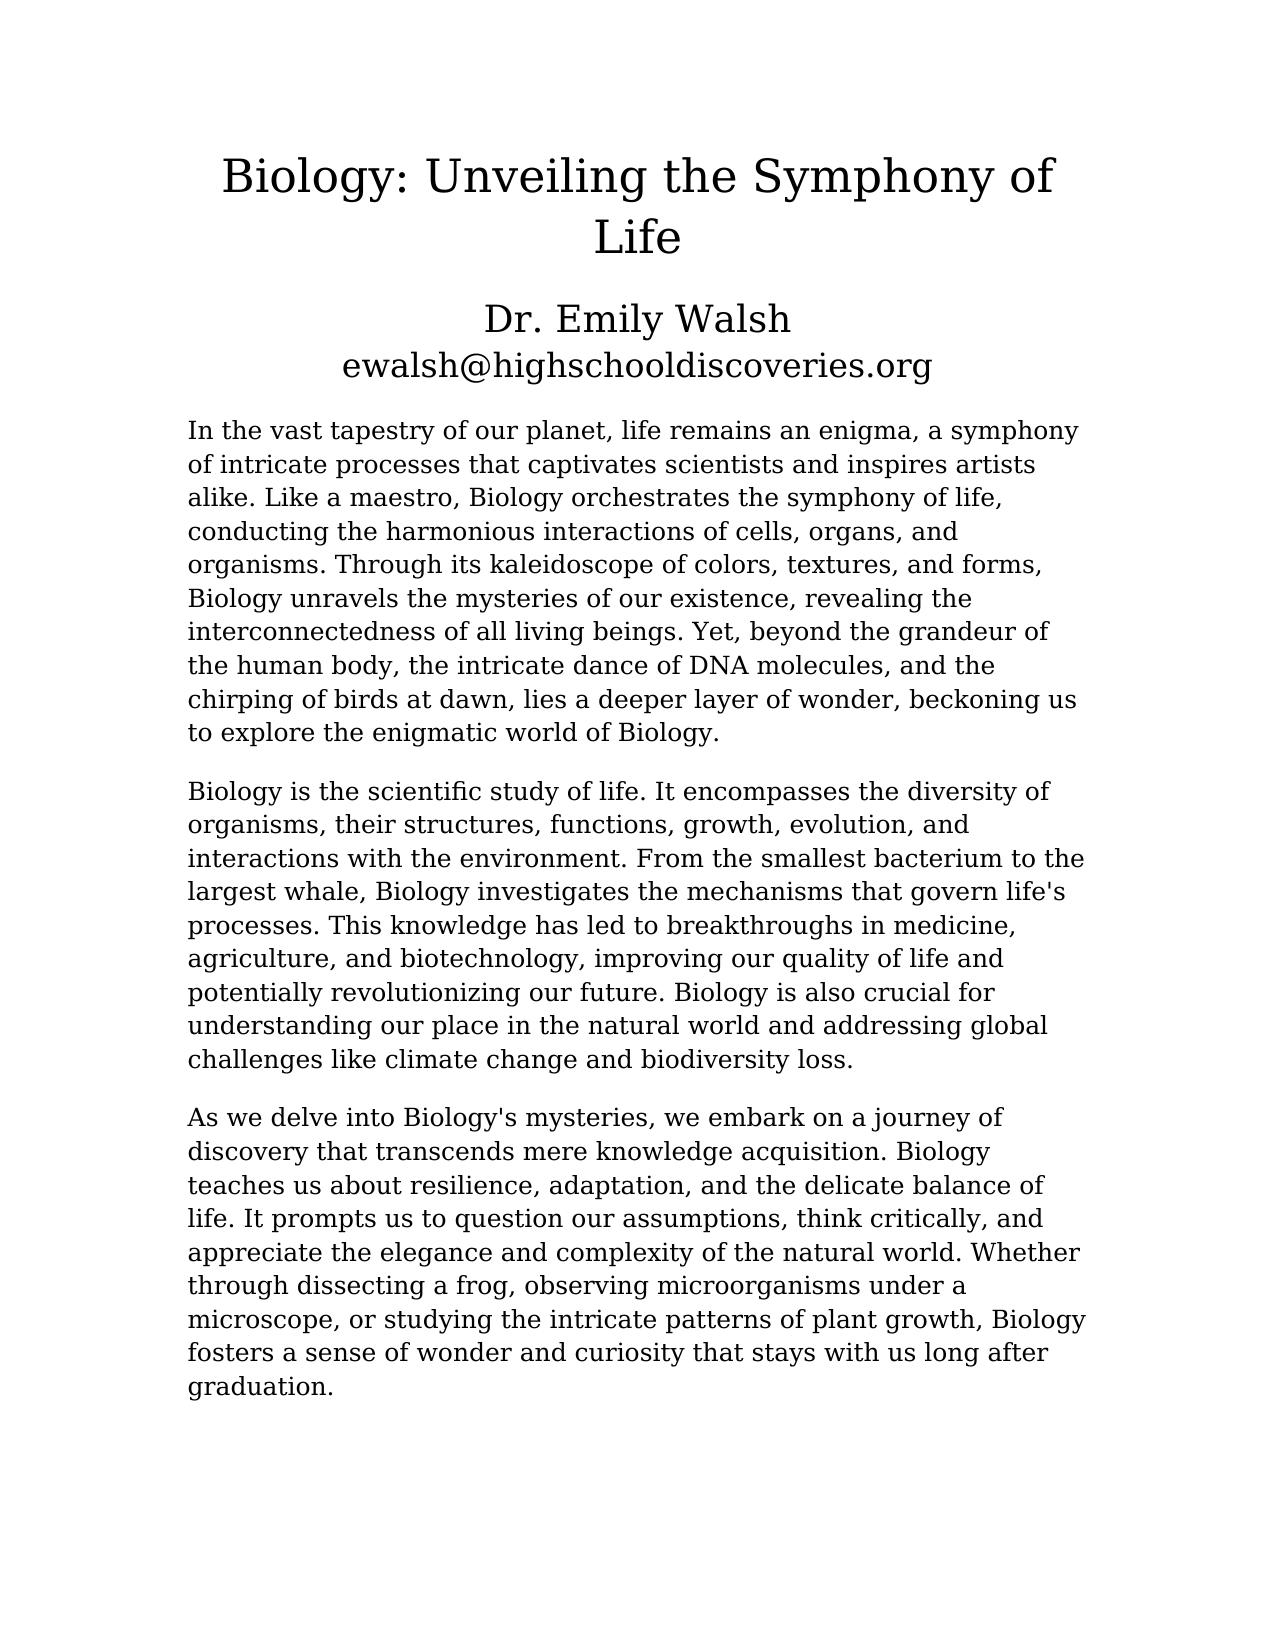 Biology: Unveiling the Symphony of
Life
Dr. Emily Walsh
ewalsh@highschooldiscoveries.org
In the vast tapestry of our planet, life remains an enigma, a symphony
of intricate processes that captivates scientists and inspires artists
alike. Like a maestro, Biology orchestrates the symphony of life,
conducting the harmonious interactions of cells, organs, and
organisms. Through its kaleidoscope of colors, textures, and forms,
Biology unravels the mysteries of our existence, revealing the
interconnectedness of all living beings. Yet, beyond the grandeur of
the human body, the intricate dance of DNA molecules, and the
chirping of birds at dawn, lies a deeper layer of wonder, beckoning us
to explore the enigmatic world of Biology.
Biology is the scientific study of life. It encompasses the diversity of
organisms, their structures, functions, growth, evolution, and
interactions with the environment. From the smallest bacterium to the
largest whale, Biology investigates the mechanisms that govern life's
processes. This knowledge has led to breakthroughs in medicine,
agriculture, and biotechnology, improving our quality of life and
potentially revolutionizing our future. Biology is also crucial for
understanding our place in the natural world and addressing global
challenges like climate change and biodiversity loss.
As we delve into Biology's mysteries, we embark on a journey of
discovery that transcends mere knowledge acquisition. Biology
teaches us about resilience, adaptation, and the delicate balance of
life. It prompts us to question our assumptions, think critically, and
appreciate the elegance and complexity of the natural world. Whether
through dissecting a frog, observing microorganisms under a
microscope, or studying the intricate patterns of plant growth, Biology
fosters a sense of wonder and curiosity that stays with us long after
graduation.